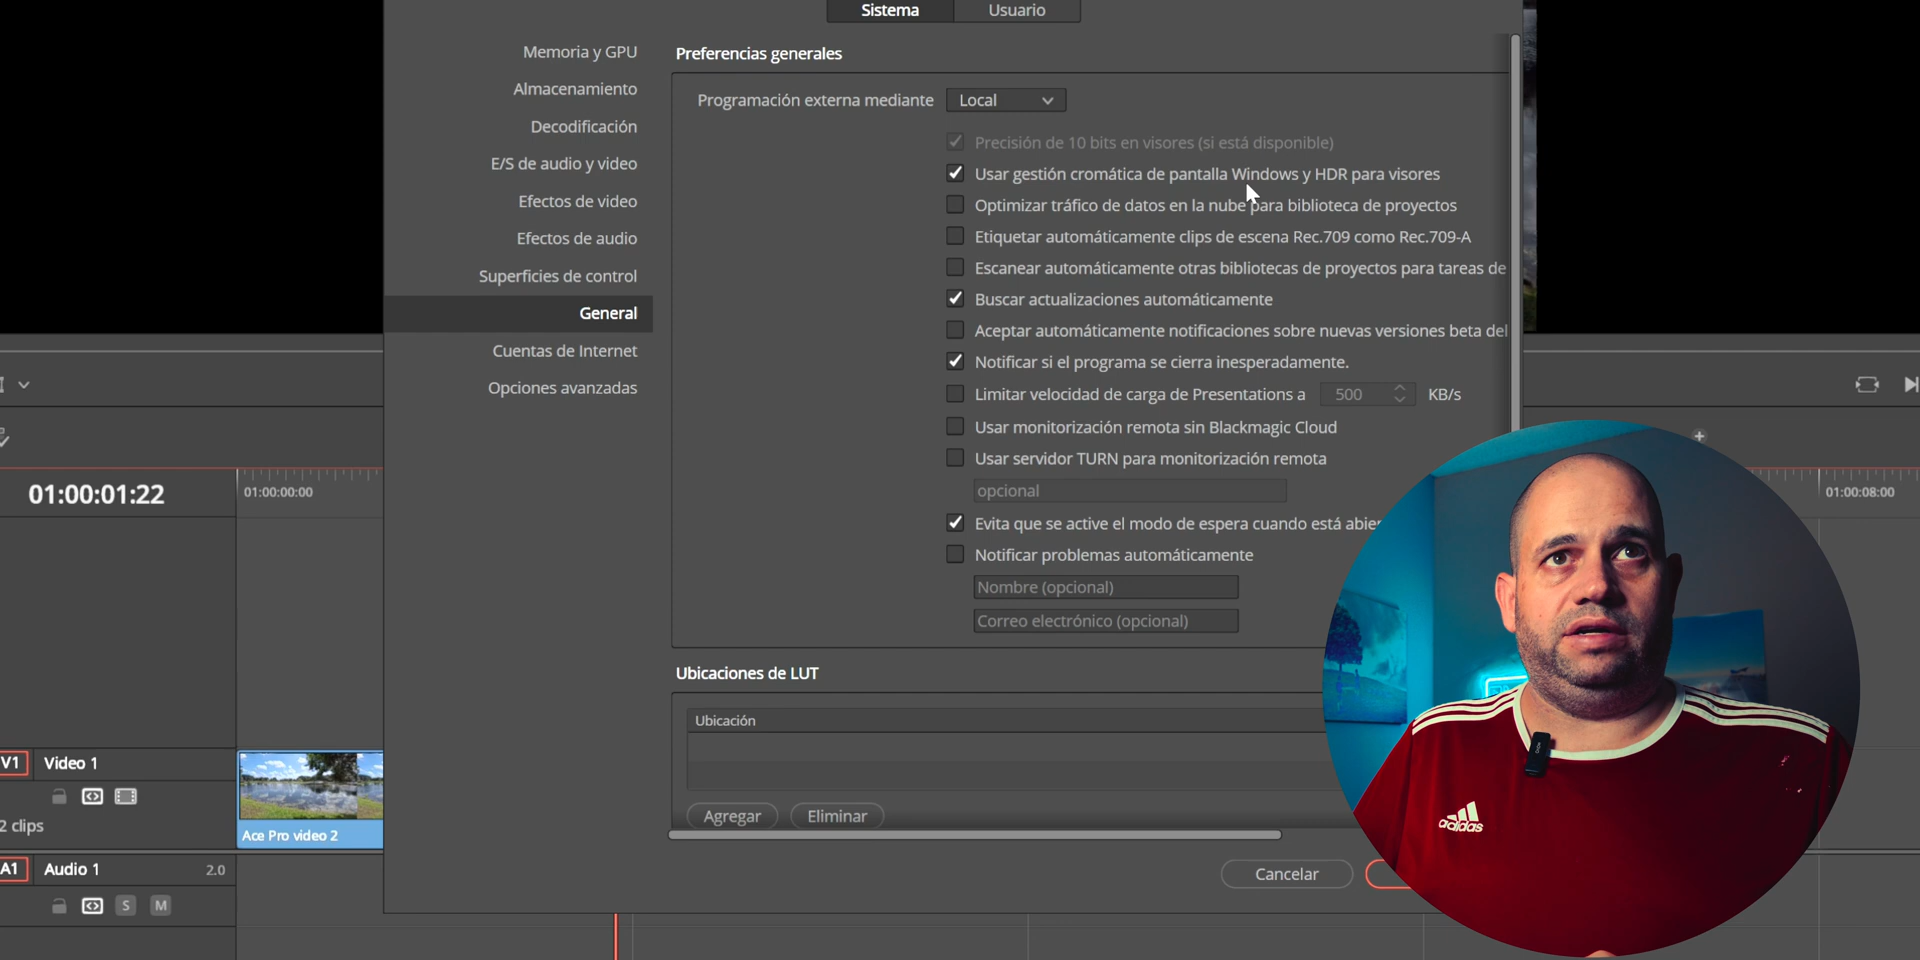 Sistema
Usuario
Memoria y GPU
Almacenamiento
Decodificación
E/S de audio y video
Efectos de video
Efectos de audio
Superficies de control
General
Cuentas de Internet
Opciones avanzadas
Preferencias generales
Programación externa mediante
Local
Precisión de 10 bits en visores (si está disponible)
Usar gestión cromática de pantalla Windows y HDR para visores
Optimizar tráfico de datos en la nube para biblioteca de proyectos
Etiquetar automáticamente clips de escena Rec.709 como Rec.709-A
Escanear automáticamente otras bibliotecas de proyectos para tareas de
Buscar actualizaciones automáticamente
Aceptar automáticamente notificaciones sobre nuevas versiones beta del
Notificar si el programa se cierra inesperadamente.
Limitar velocidad de carga de Presentations a 500 KB/s
Usar monitorización remota sin Blackmagic Cloud
Usar servidor TURN para monitorización remota
opcional
Evita que se active el modo de espera cuando está
Notificar problemas automáticamente
Nombre (opcional)
Correo electrónico (opcional)
Ubicaciones de LUT
Ubicación
Agregar
Eliminar
Cancelar
01:00:01:22
01:00:00:00
01:00:08:00
V1 Video 1
2 clips
Ace Pro video 2
A1 Audio 1 2.0
S M
adidas